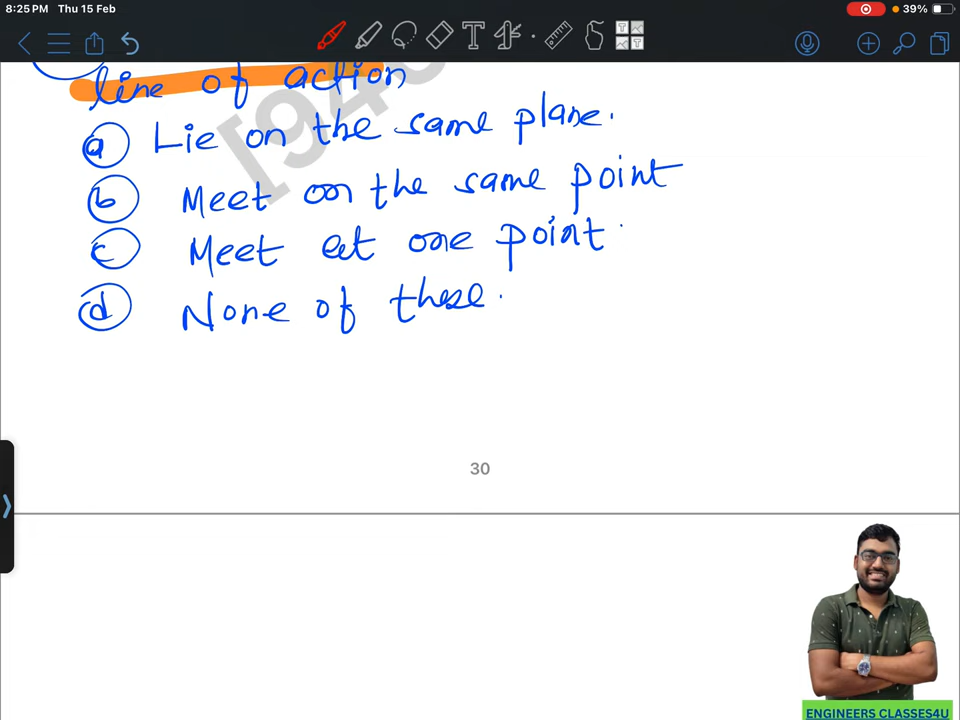 8:25 PM Thu 15 Feb
39%
line of action
a Lie on the same plane.
b Meet on the same point
c Meet at one point.
d None of these.
30
ENGINEERS CLASSES4U